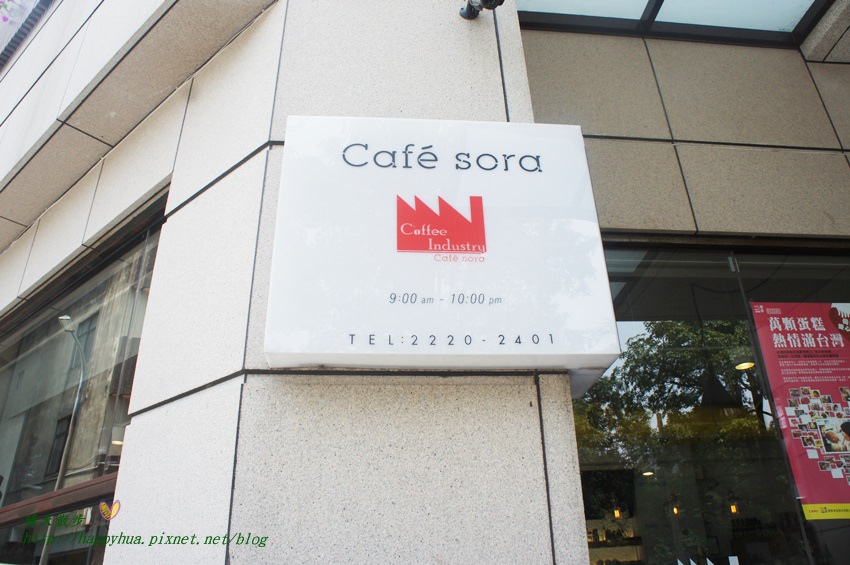 Café sora
Coffee
Industry
Café sora
9:00 am - 10:00 pm
TEL:2220-2401
萬顆蛋糕
熱情滿台灣
http://happyhua.pixnet.net/blog